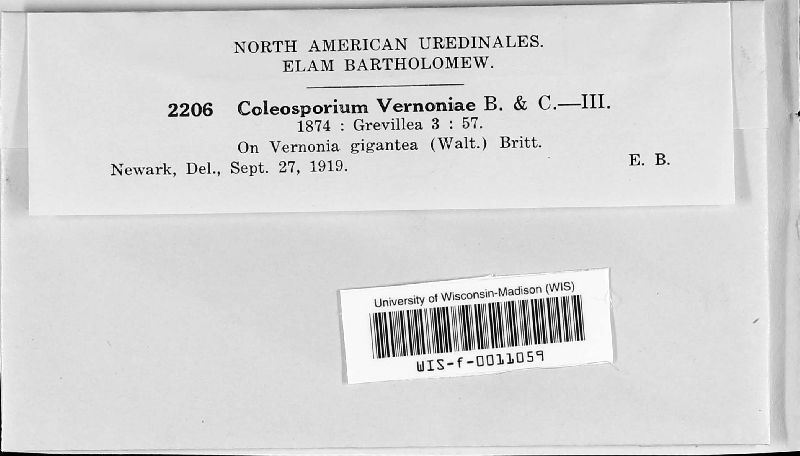 NORTH AMERICAN UREDINALES.
ELAM BARTHOLOMEW.
2206 Coleosporium Vernoniae B. & C.—III.
1874 : Grevillea 3 : 57.
On Vernonia gigantea (Walt.) Britt.
Newark, Del., Sept. 27, 1919. E. B.
University of Wisconsin-Madison (WIS)
WIS-f-0011059